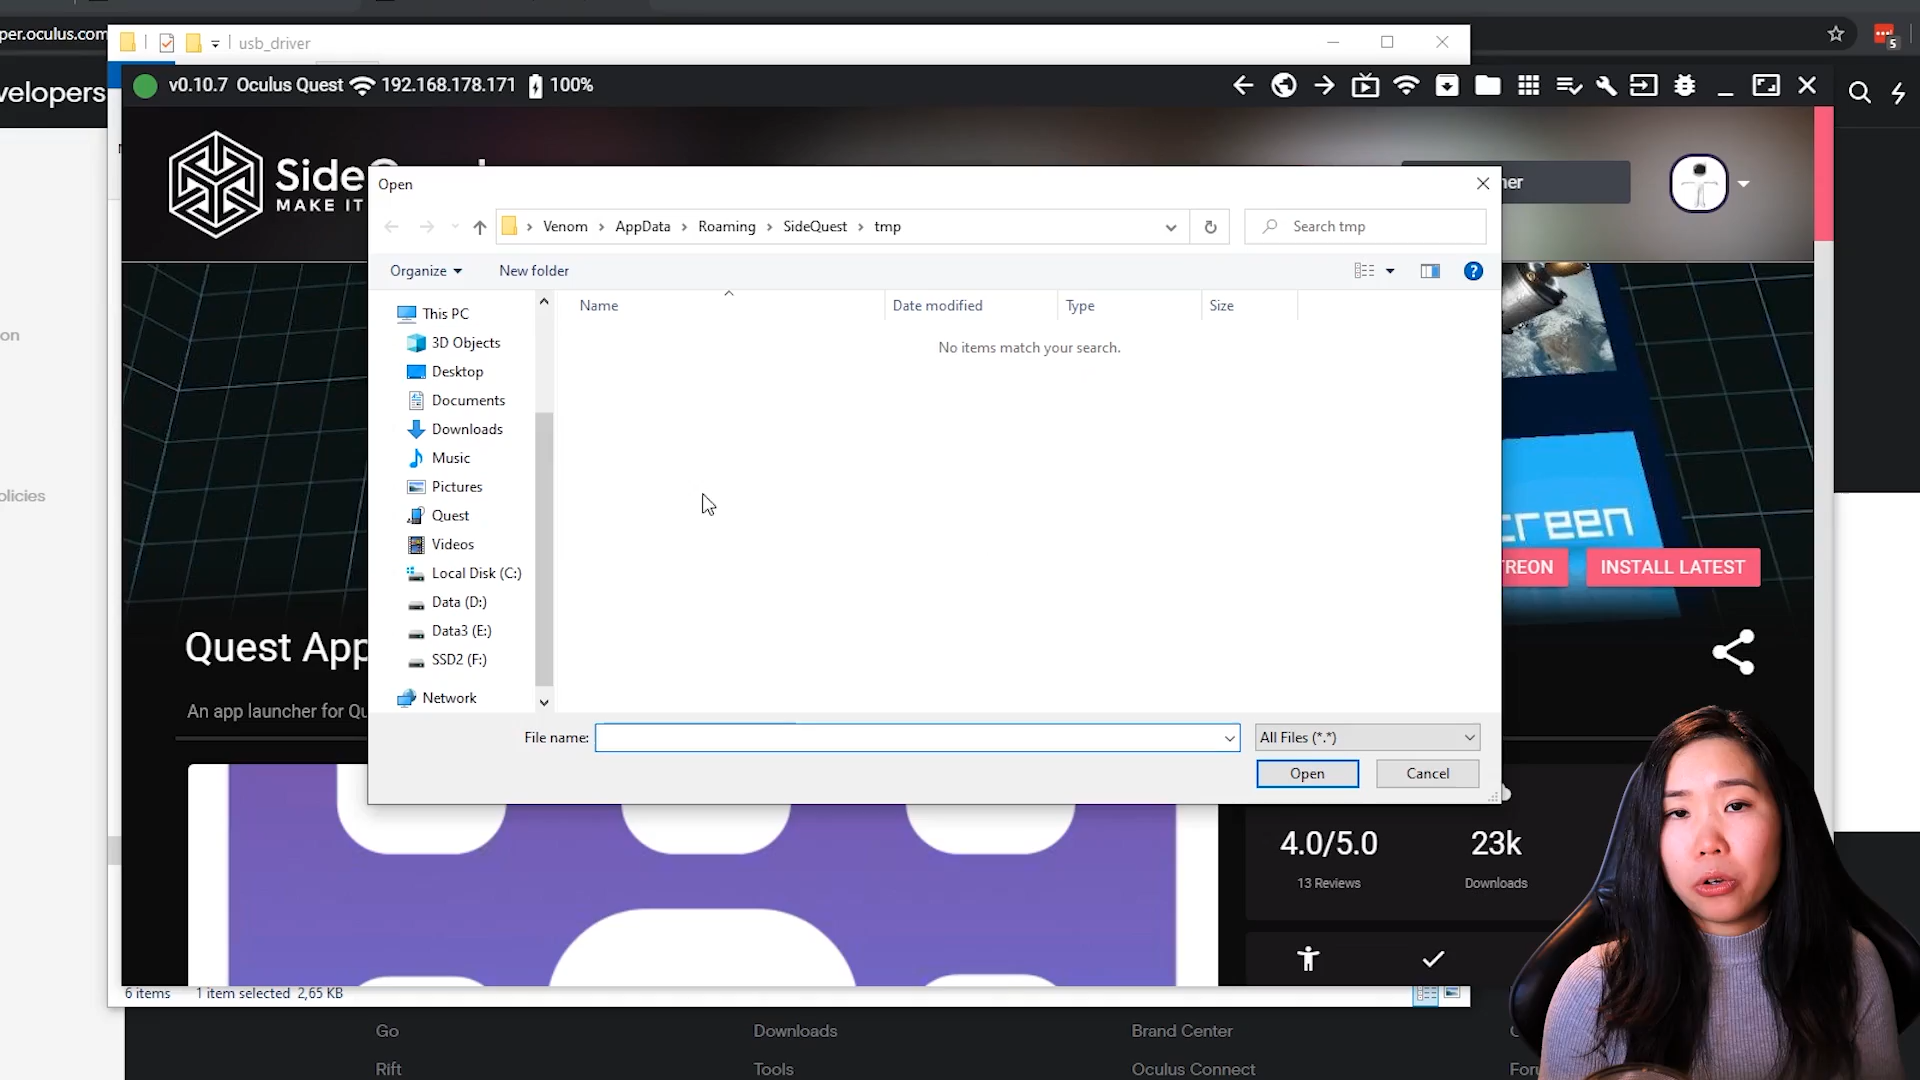 per.oculus.com
usb_driver
5
velopers
v0.10.7 Oculus Quest 192.168.178.171 100%
Side
MAKE IT
Open
Venom > AppData > Roaming > SideQuest > tmp
Search tmp
Organize
New folder
Name
Date modified
Type
Size
No items match your search.
This PC
3D Objects
Desktop
Documents
Downloads
Music
Pictures
Quest
Videos
Local Disk (C:)
Data (D:)
Data3 (E:)
SSD2 (F:)
Network
File name:
All Files (*.*)
Open
Cancel
on
olicies
creen
TREON
INSTALL LATEST
Quest App
An app launcher for Qu
4.0/5.0
13 Reviews
23k
Downloads
6 items 1 item selected 2,65 KB
Go
Downloads
Brand Center
Rift
Tools
Oculus Connect